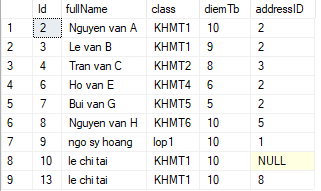 Id fullName class diemTb addressID
1 2 Nguyen van A KHMT1 10 2
2 3 Le van B KHMT1 9 2
3 4 Tran van C KHMT2 8 3
4 6 Ho van E KHMT4 6 2
5 7 Bui van G KHMT5 5 2
6 8 Nguyen van H KHMT6 10 5
7 9 ngo sy hoang lop1 10 1
8 10 le chi tai KHMT1 10 NULL
9 13 le chi tai KHMT1 10 8